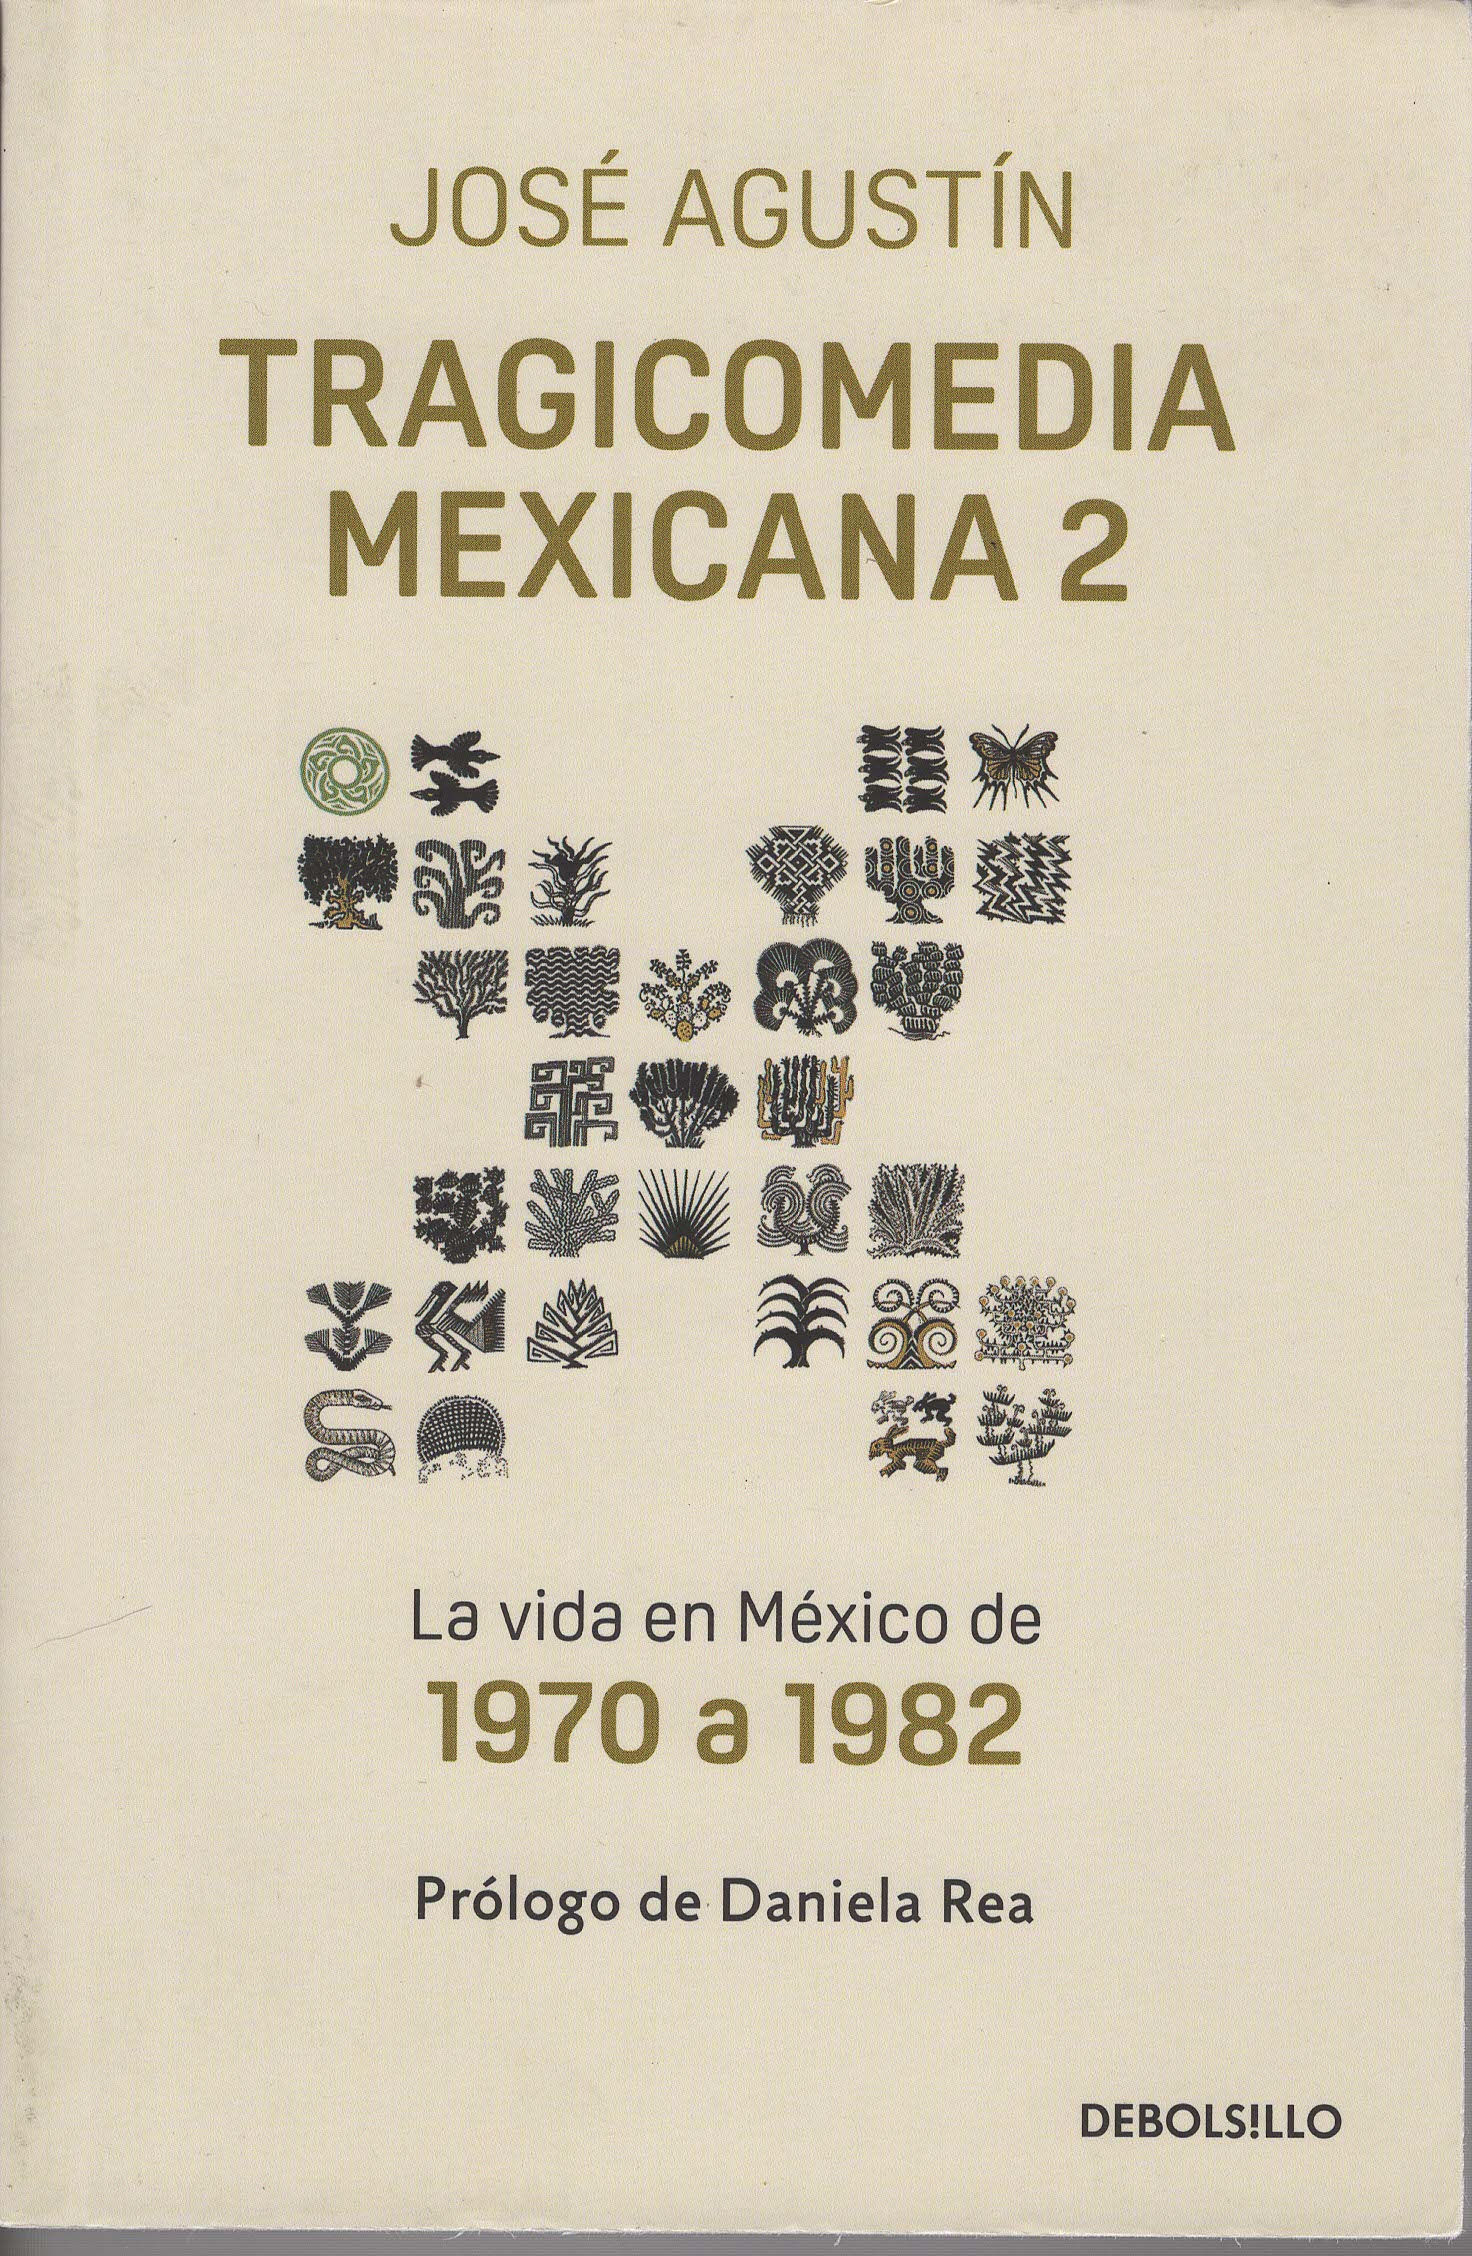 JOSÉ AGUSTÍN
TRAGICOMEDIA
MEXICANA 2
La vida en México de
1970 a 1982
Prólogo de Daniela Rea
DEBOLS!LLO